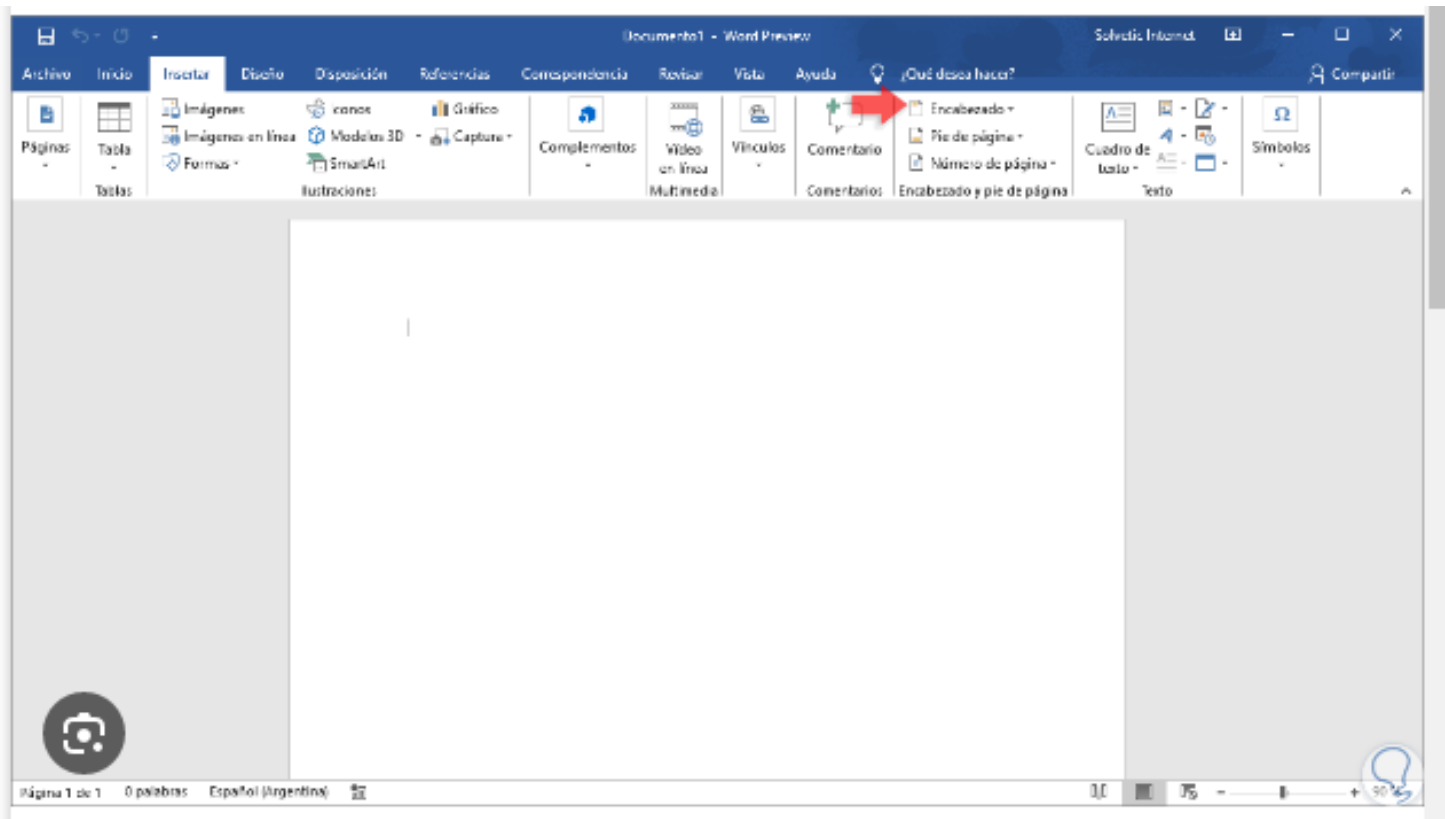 Documento1 - Word Preview
Solvetic Internet
Archivo Inicio Insertar Diseño Disposición Referencias Correspondencia Revisar Vista Ayuda ¿Qué desea hacer? Compartir
Páginas
Tabla
Tablas
Imágenes
Imágenes en línea
Formas
Iconos
Modelos 3D
SmartArt
Gráfico
Captura
Ilustraciones
Complementos
Vídeo
en línea
Multimedia
Vínculos
Comentario
Comentarios
Encabezado
Pie de página
Número de página
Encabezado y pie de página
Cuadro de
texto
Texto
Ω
Símbolos
Página 1 de 1 0 palabras Español (Argentina)
90 %